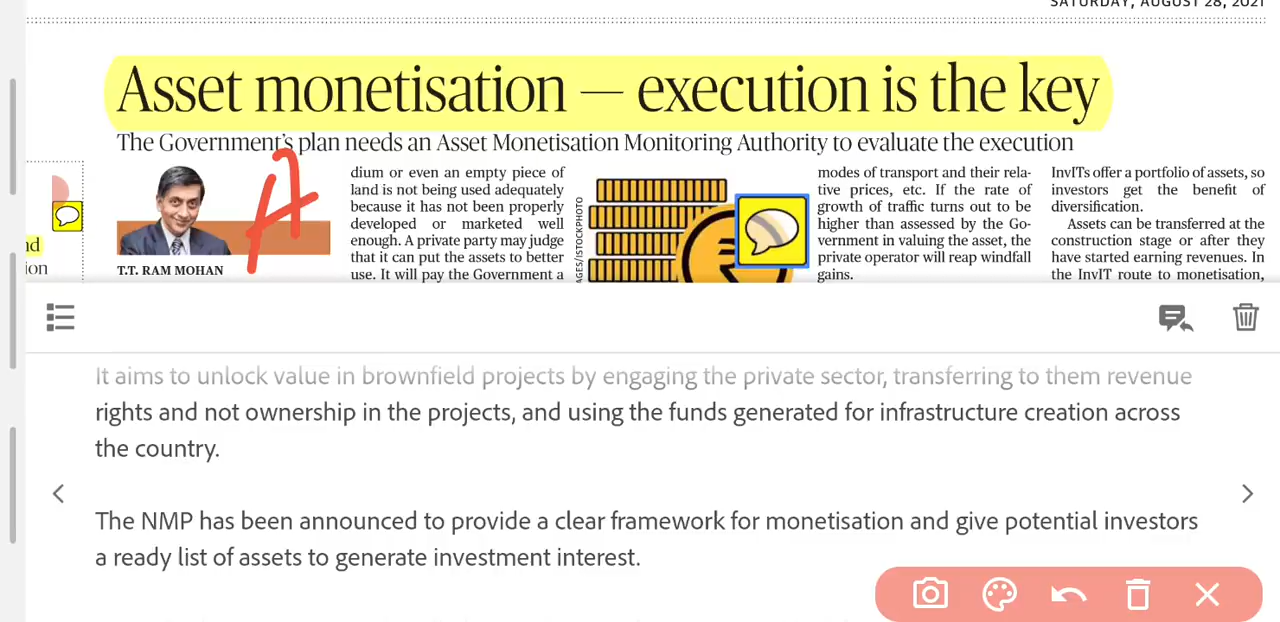 SATURDAY, AUGUST 28, 2021
Asset monetisation — execution is the key
The Government's plan needs an Asset Monetisation Monitoring Authority to evaluate the execution
A
nd
ion
T.T. RAM MOHAN
dium or even an empty piece of
land is not being used adequately
because it has not been properly
developed or marketed well
enough. A private party may judge
that it can put the assets to better
use. It will pay the Government a
AGES/ISTOCKPHOTO
₹
modes of transport and their rela-
tive prices, etc. If the rate of
growth of traffic turns out to be
higher than assessed by the Go-
vernment in valuing the asset, the
private operator will reap windfall
gains.
InvITs offer a portfolio of assets, so
investors get the benefit of
diversification.
Assets can be transferred at the
construction stage or after they
have started earning revenues. In
the InvIT route to monetisation,
It aims to unlock value in brownfield projects by engaging the private sector, transferring to them revenue
rights and not ownership in the projects, and using the funds generated for infrastructure creation across
the country.
The NMP has been announced to provide a clear framework for monetisation and give potential investors
a ready list of assets to generate investment interest.